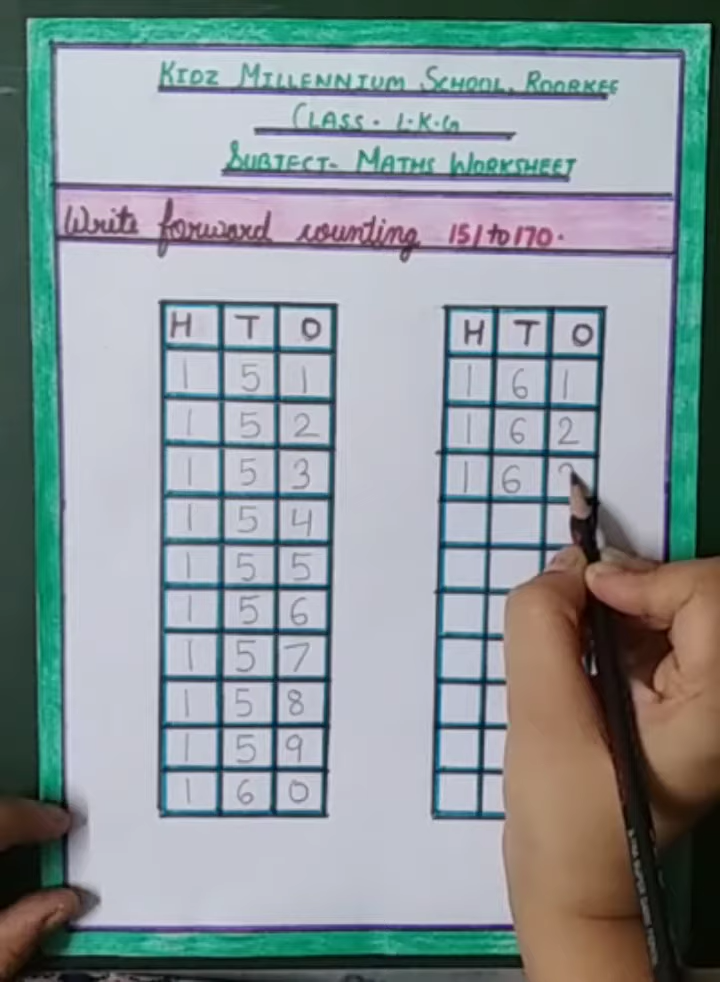 KIDZ MILLENNIUM SCHOOL, ROORKEE
CLASS. L.K.G
SUBJECT- MATHS WORKSHEET
Write forward counting 151 to 170.
H T O
1 5 1
1 5 2
1 5 3
1 5 4
1 5 5
1 5 6
1 5 7
1 5 8
1 5 9
1 6 0
H T O
1 6 1
1 6 2
1 6